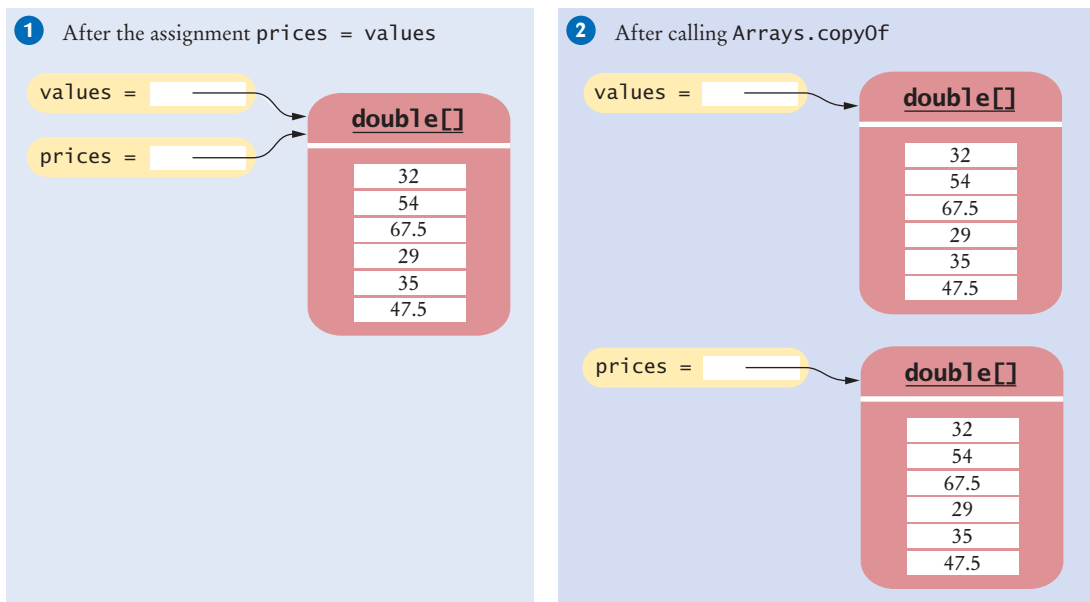 1 After the assignment prices = values
values =
prices =
double[]
32
54
67.5
29
35
47.5
2 After calling Arrays.copyOf
values =
double[]
32
54
67.5
29
35
47.5
prices =
double[]
32
54
67.5
29
35
47.5